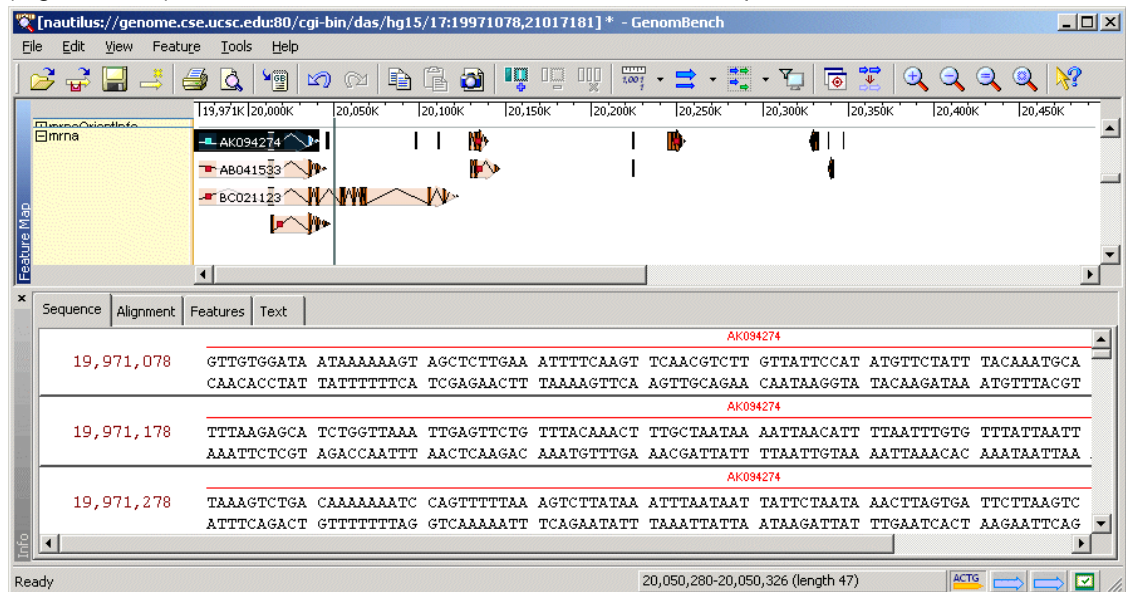 [nautilus://genome.cse.ucsc.edu:80/cgi-bin/das/hg15/17:19971078,21017181] * - GenomBench
File Edit View Feature Tools Help
19,971K 20,000K 20,050K 20,100K 20,150K 20,200K 20,250K 20,300K 20,350K 20,400K 20,450K
mrnaOrientInfo
mrna
AK094274
AB041533
BC021123
Feature Map
Sequence Alignment Features Text
AK094274
19,971,078 GTTGTGGATA ATAAAAAAGT AGCTCTTGAA ATTTTCAAGT TCAACGTCTT GTTATTCCAT ATGTTCTATT TACAAATGCA
CAACACCTAT TATTTTTTCA TCGAGAACTT TAAAAGTTCA AGTTGCAGAA CAATAAGGTA TACAAGATAA ATGTTTACGT
AK094274
19,971,178 TTTAAGAGCA TCTGGTTAAA TTGAGTTCTG TTTACAAACT TTGCTAATAA AATTAACATT TTAATTTGTG TTTATTAATT
AAATTCTCGT AGACCAATTT AACTCAAGAC AAATGTTTGA AACGATTATT TTAATTGTAA AATTAAACAC AAATAATTAA
AK094274
19,971,278 TAAAGTCTGA CAAAAAAATC CAGTTTTTAA AGTCTTATAA ATTTAATAAT TATTCTAATA AACTTAGTGA TTCTTAAGTC
ATTTCAGACT GTTTTTTTAG GTCAAAAATT TCAGAATATT TAAATTATTA ATAAGATTAT TTGAATCACT AAGAATTCAG
Info
Ready 20,050,280-20,050,326 (length 47) ACTG